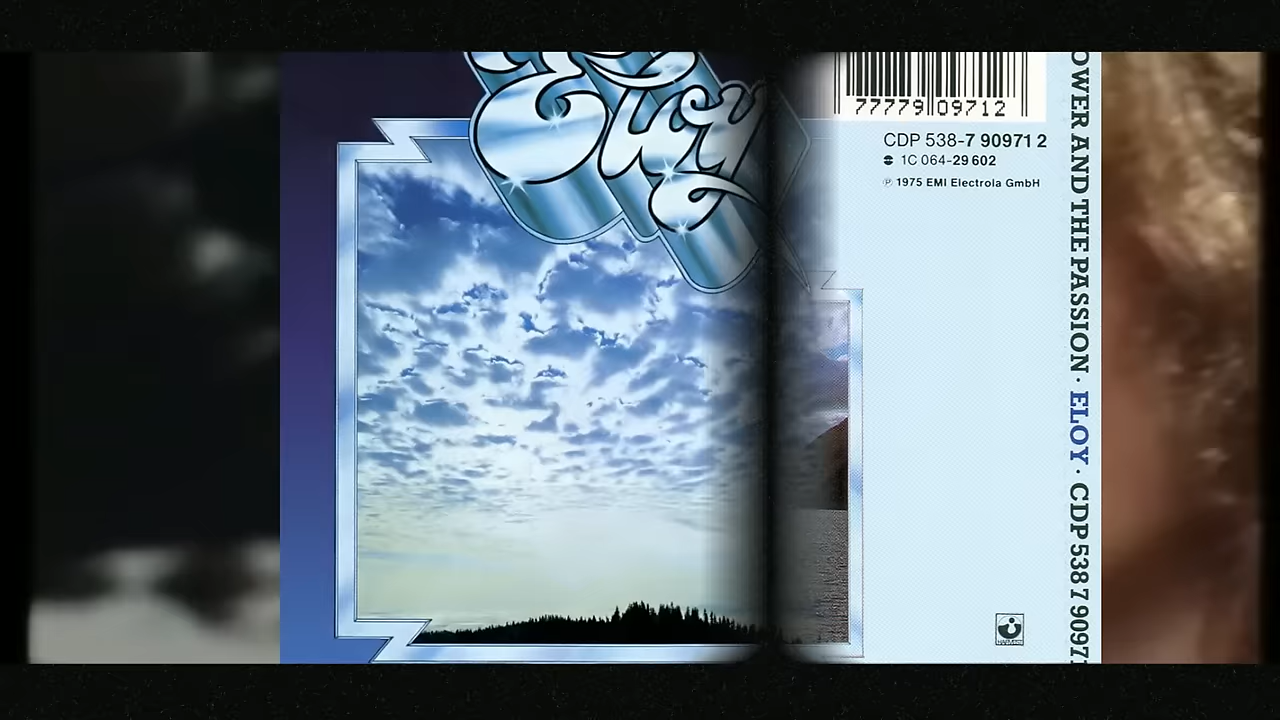 Eloy
77779 09712
CDP 538-7 90971 2
1C 064-29 602
℗ 1975 EMI Electrola GmbH
OWER AND THE PASSION · ELOY · CDP 538 7 9097
HARVEST